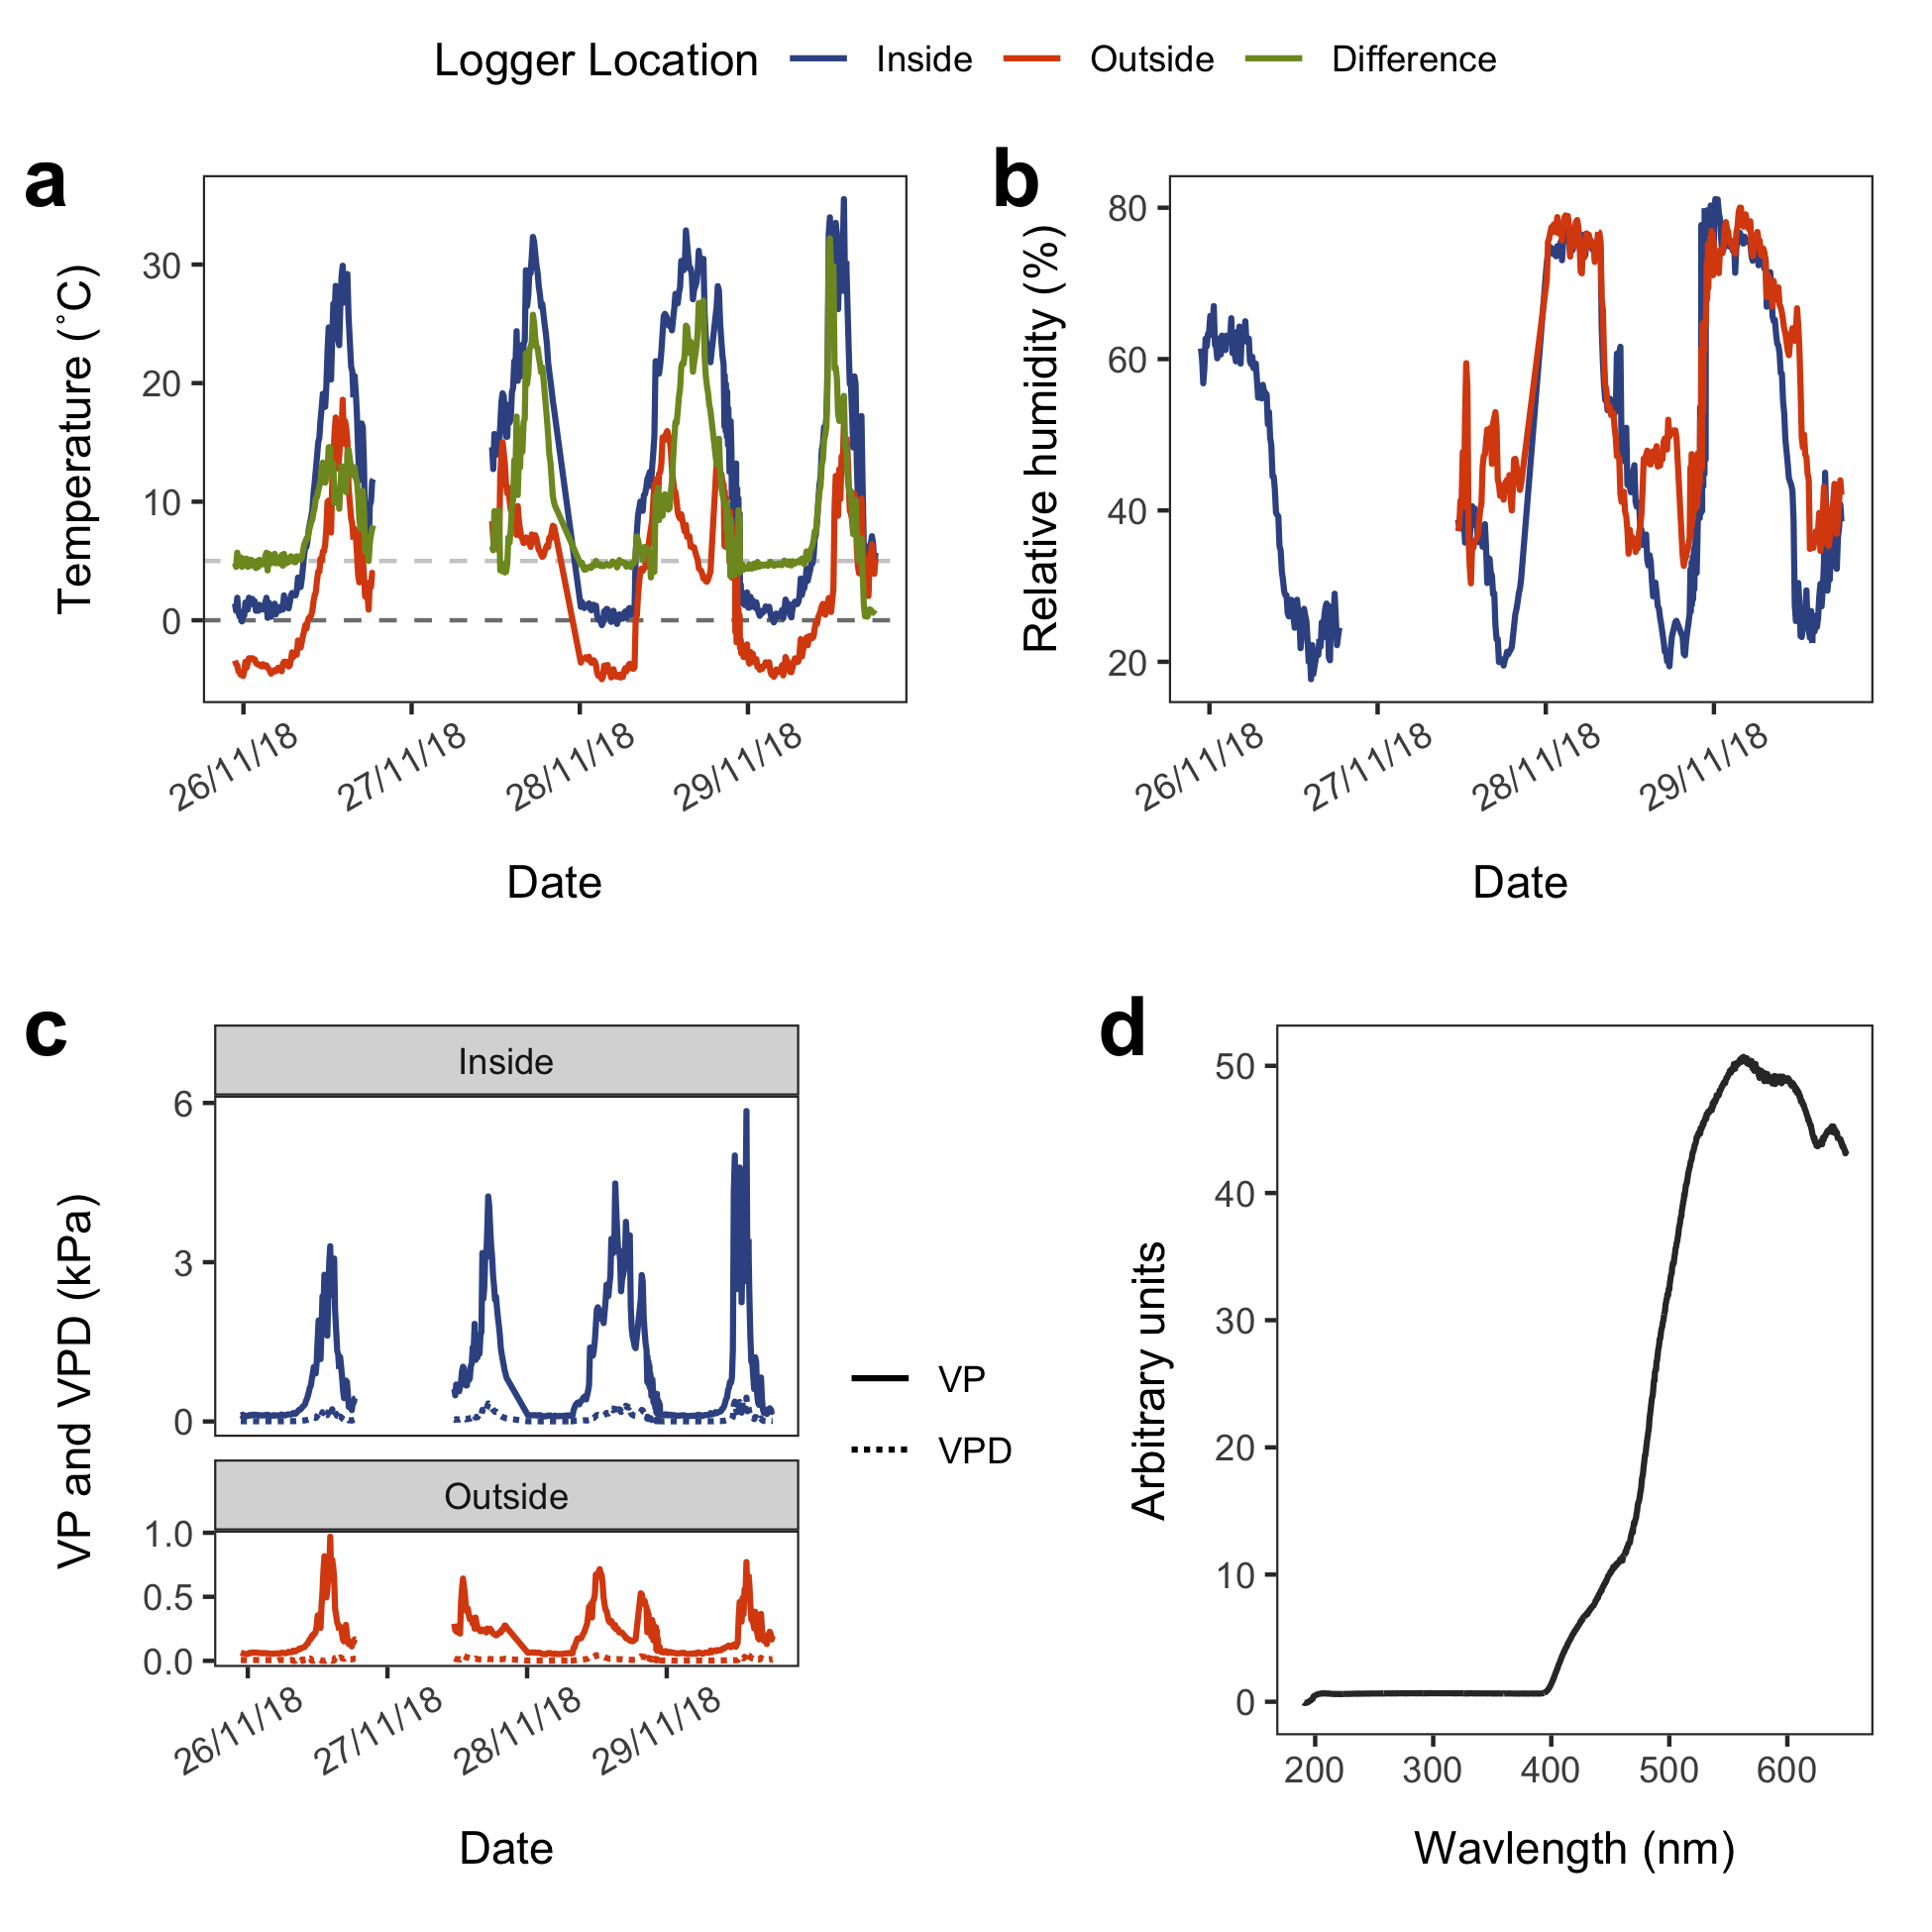 Logger Location Inside Outside Difference
a
Temperature (˚C)
30
20
10
0
26/11/18 27/11/18 28/11/18 29/11/18
Date
b
Relative humidity (%)
80
60
40
20
26/11/18 27/11/18 28/11/18 29/11/18
Date
c
VP and VPD (kPa)
Inside
6
3
0
Outside
1.0
0.5
0.0
26/11/18 27/11/18 28/11/18 29/11/18
Date
VP
VPD
d
Arbitrary units
50
40
30
20
10
0
200 300 400 500 600
Wavlength (nm)